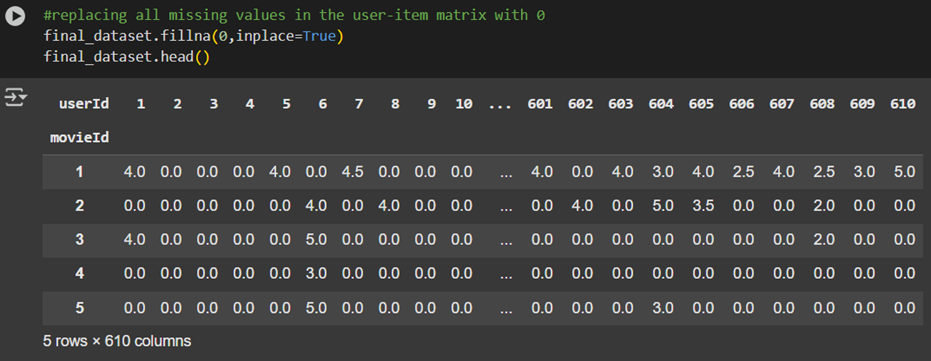 #replacing all missing values in the user-item matrix with 0
final_dataset.fillna(0,inplace=True)
final_dataset.head()
userId 1 2 3 4 5 6 7 8 9 10 ... 601 602 603 604 605 606 607 608 609 610
movieId
1 4.0 0.0 0.0 0.0 4.0 0.0 4.5 0.0 0.0 0.0 ... 4.0 0.0 4.0 3.0 4.0 2.5 4.0 2.5 3.0 5.0
2 0.0 0.0 0.0 0.0 0.0 4.0 0.0 4.0 0.0 0.0 ... 0.0 4.0 0.0 5.0 3.5 0.0 0.0 2.0 0.0 0.0
3 4.0 0.0 0.0 0.0 0.0 5.0 0.0 0.0 0.0 0.0 ... 0.0 0.0 0.0 0.0 0.0 0.0 0.0 2.0 0.0 0.0
4 0.0 0.0 0.0 0.0 0.0 3.0 0.0 0.0 0.0 0.0 ... 0.0 0.0 0.0 0.0 0.0 0.0 0.0 0.0 0.0 0.0
5 0.0 0.0 0.0 0.0 0.0 5.0 0.0 0.0 0.0 0.0 ... 0.0 0.0 0.0 3.0 0.0 0.0 0.0 0.0 0.0 0.0
5 rows × 610 columns